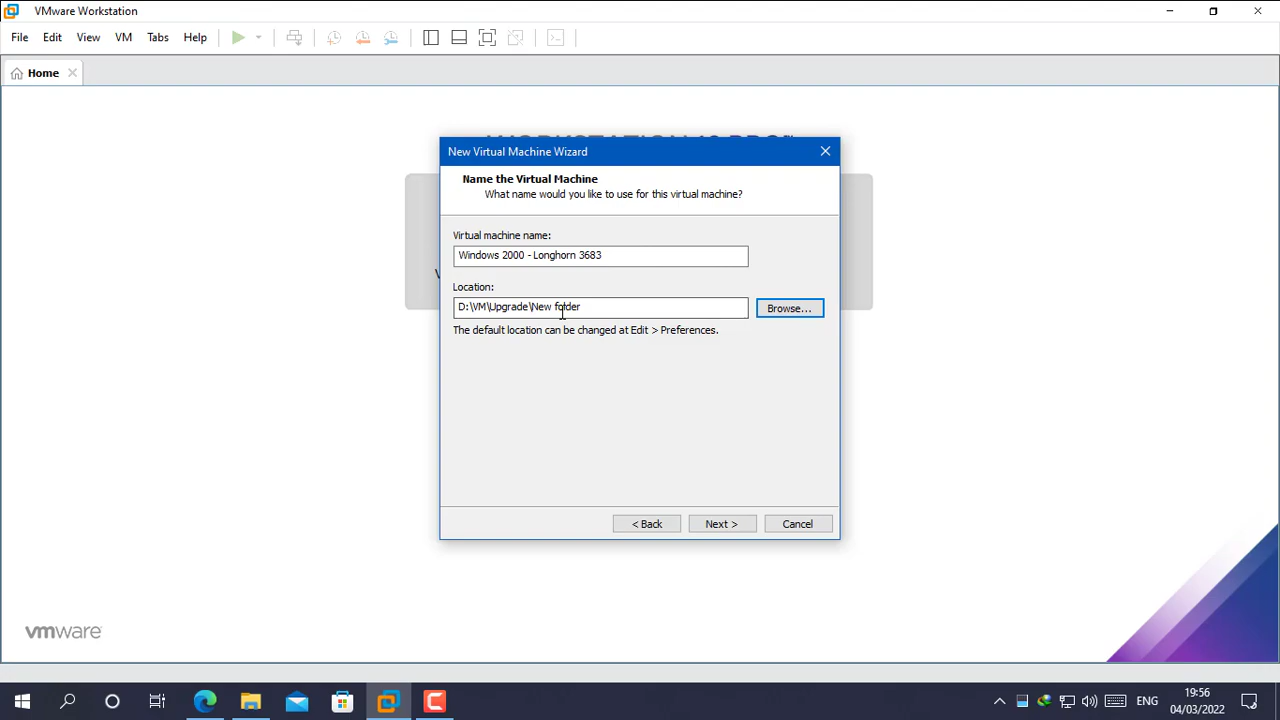 VMware Workstation
File Edit View VM Tabs Help
Home
New Virtual Machine Wizard
Name the Virtual Machine
What name would you like to use for this virtual machine?
Virtual machine name:
Windows 2000 - Longhorn 3683
Location:
D:\VM\Upgrade\New folder
Browse...
The default location can be changed at Edit > Preferences.
< Back Next > Cancel
vmware
ENG
19:56
04/03/2022